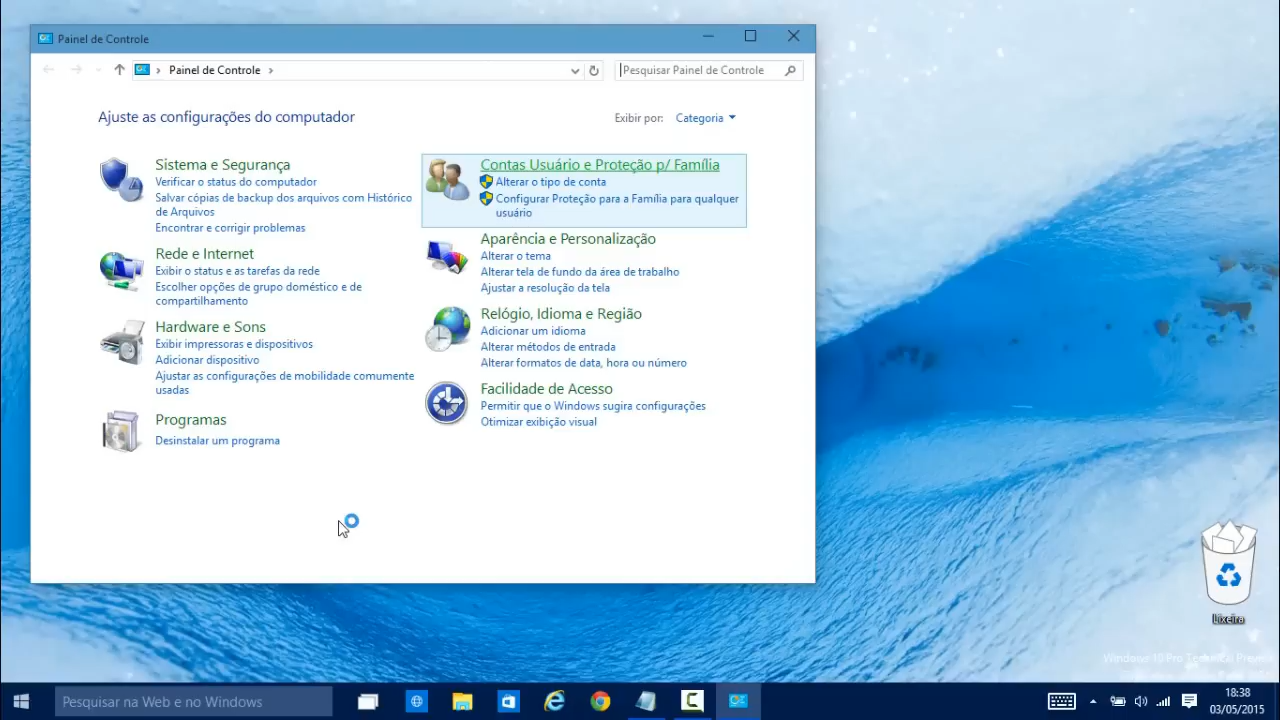 Painel de Controle
Painel de Controle
Pesquisar Painel de Controle
Ajuste as configurações do computador
Exibir por:
Categoria
Sistema e Segurança
Verificar o status do computador
Salvar cópias de backup dos arquivos com Histórico
de Arquivos
Encontrar e corrigir problemas
Rede e Internet
Exibir o status e as tarefas da rede
Escolher opções de grupo doméstico e de
compartilhamento
Hardware e Sons
Exibir impressoras e dispositivos
Adicionar dispositivo
Ajustar as configurações de mobilidade comumente
usadas
Programas
Desinstalar um programa
Contas Usuário e Proteção p/ Família
Alterar o tipo de conta
Configurar Proteção para a Família para qualquer
usuário
Aparência e Personalização
Alterar o tema
Alterar tela de fundo da área de trabalho
Ajustar a resolução da tela
Relógio, Idioma e Região
Adicionar um idioma
Alterar métodos de entrada
Alterar formatos de data, hora ou número
Facilidade de Acesso
Permitir que o Windows sugira configurações
Otimizar exibição visual
Lixeira
Windows 10 Pro Technical Preview
Pesquisar na Web e no Windows
18:38
03/05/2015